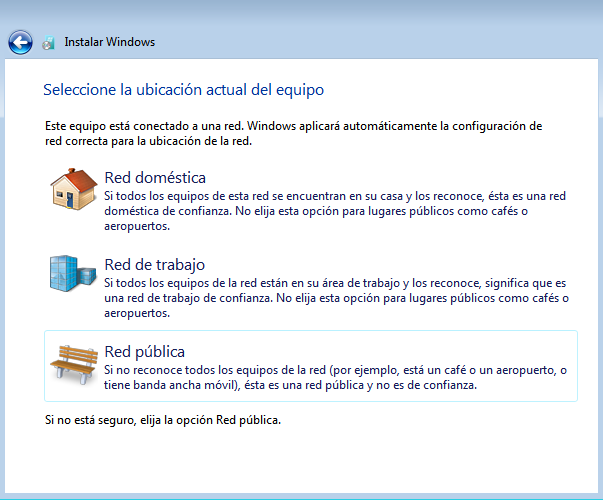 Instalar Windows
Seleccione la ubicación actual del equipo
Este equipo está conectado a una red. Windows aplicará automáticamente la configuración de
red correcta para la ubicación de la red.
Red doméstica
Si todos los equipos de esta red se encuentran en su casa y los reconoce, ésta es una red
doméstica de confianza. No elija esta opción para lugares públicos como cafés o
aeropuertos.
Red de trabajo
Si todos los equipos de la red están en su área de trabajo y los reconoce, significa que es
una red de trabajo de confianza. No elija esta opción para lugares públicos como cafés o
aeropuertos.
Red pública
Si no reconoce todos los equipos de la red (por ejemplo, está un café o un aeropuerto, o
tiene banda ancha móvil), ésta es una red pública y no es de confianza.
Si no está seguro, elija la opción Red pública.